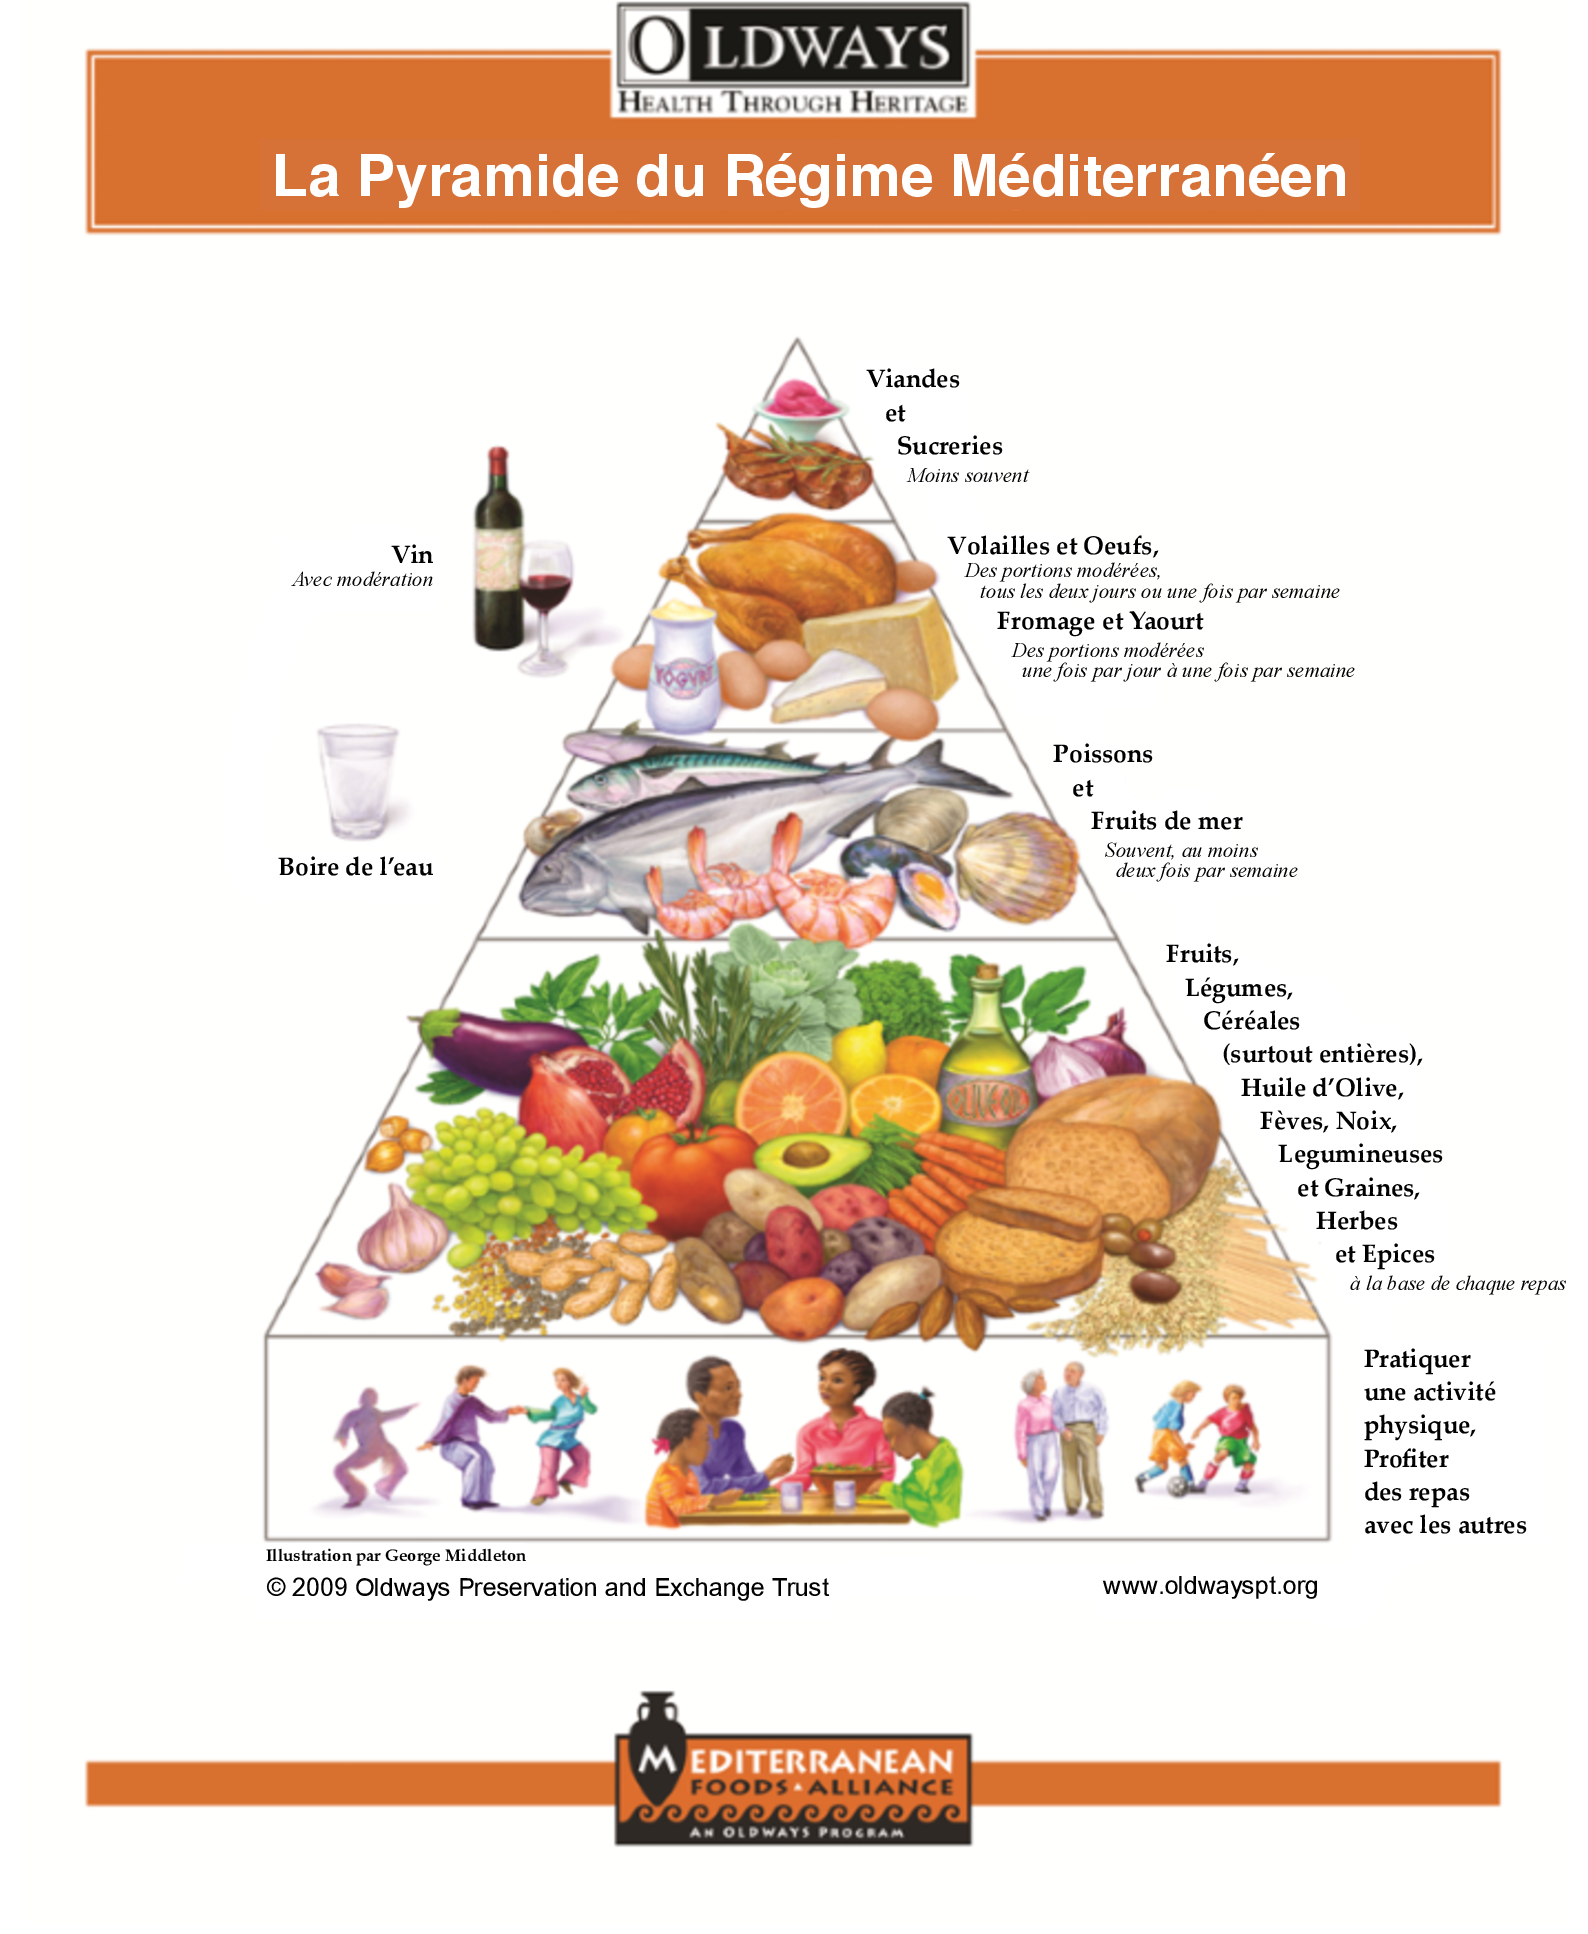 OLDWAYS
HEALTH THROUGH HERITAGE
La Pyramide du Régime Méditerranéen
Viandes
et
Sucreries
Moins souvent
Vin
Avec modération
Volailles et Oeufs,
Des portions modérées,
tous les deux jours ou une fois par semaine
Fromage et Yaourt
Des portions modérées
une fois par jour à une fois par semaine
YOGURT
Boire de l'eau
Poissons
et
Fruits de mer
Souvent, au moins
deux fois par semaine
Fruits,
Légumes,
Céréales
(surtout entières),
Huile d'Olive,
Fèves, Noix,
Legumineuses
et Graines,
Herbes
et Epices
à la base de chaque repas
OLIVE OIL
Pratiquer
une activité
physique,
Profiter
des repas
avec les autres
Illustration par George Middleton
© 2009 Oldways Preservation and Exchange Trust
www.oldwayspt.org
MEDITERRANEAN
FOODS ALLIANCE
AN OLDWAYS PROGRAM